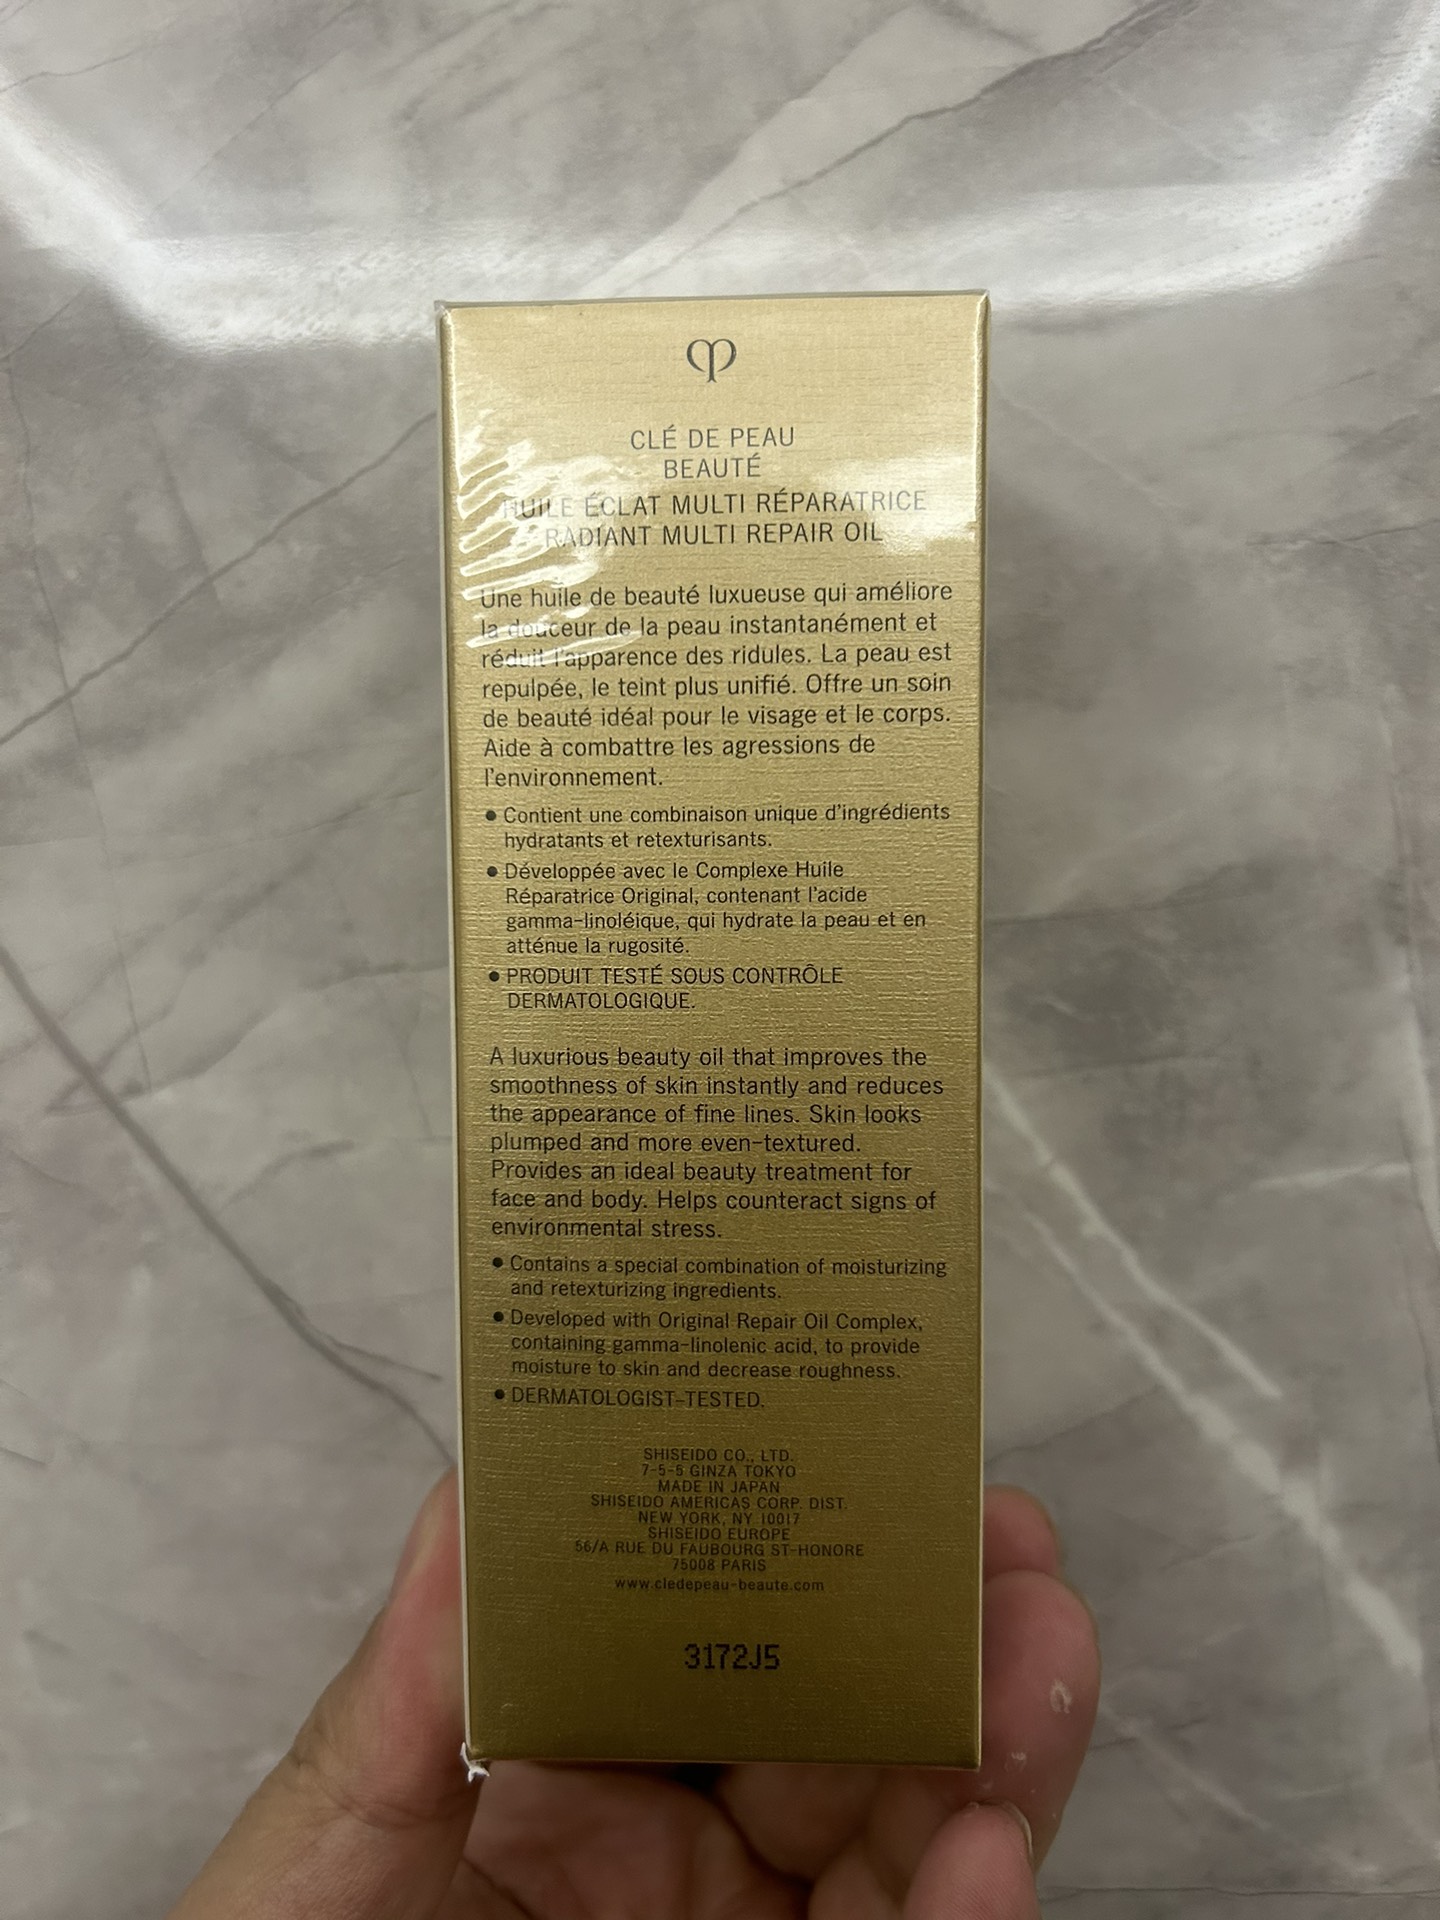 CLÉ DE PEAU
BEAUTÉ
HUILE ÉCLAT MULTI RÉPARATRICE
RADIANT MULTI REPAIR OIL
Une huile de beauté luxueuse qui améliore
la douceur de la peau instantanément et
réduit l'apparence des ridules. La peau est
repulpée, le teint plus unifié. Offre un soin
de beauté idéal pour le visage et le corps.
Aide à combattre les agressions de
l'environnement.
• Contient une combinaison unique d'ingrédients
hydratants et retexturisants.
• Développée avec le Complexe Huile
Réparatrice Original, contenant l'acide
gamma-linoléique, qui hydrate la peau et en
atténue la rugosité.
• PRODUIT TESTÉ SOUS CONTRÔLE
DERMATOLOGIQUE.
A luxurious beauty oil that improves the
smoothness of skin instantly and reduces
the appearance of fine lines. Skin looks
plumped and more even-textured.
Provides an ideal beauty treatment for
face and body. Helps counteract signs of
environmental stress.
• Contains a special combination of moisturizing
and retexturizing ingredients.
• Developed with Original Repair Oil Complex,
containing gamma-linolenic acid, to provide
moisture to skin and decrease roughness.
• DERMATOLOGIST-TESTED.
SHISEIDO CO., LTD.
7-5-5 GINZA TOKYO
MADE IN JAPAN
SHISEIDO AMERICAS CORP. DIST.
NEW YORK, NY 10017
SHISEIDO EUROPE
56/A RUE DU FAUBOURG ST-HONORE
75008 PARIS
www.cledepeau-beaute.com
3172J5